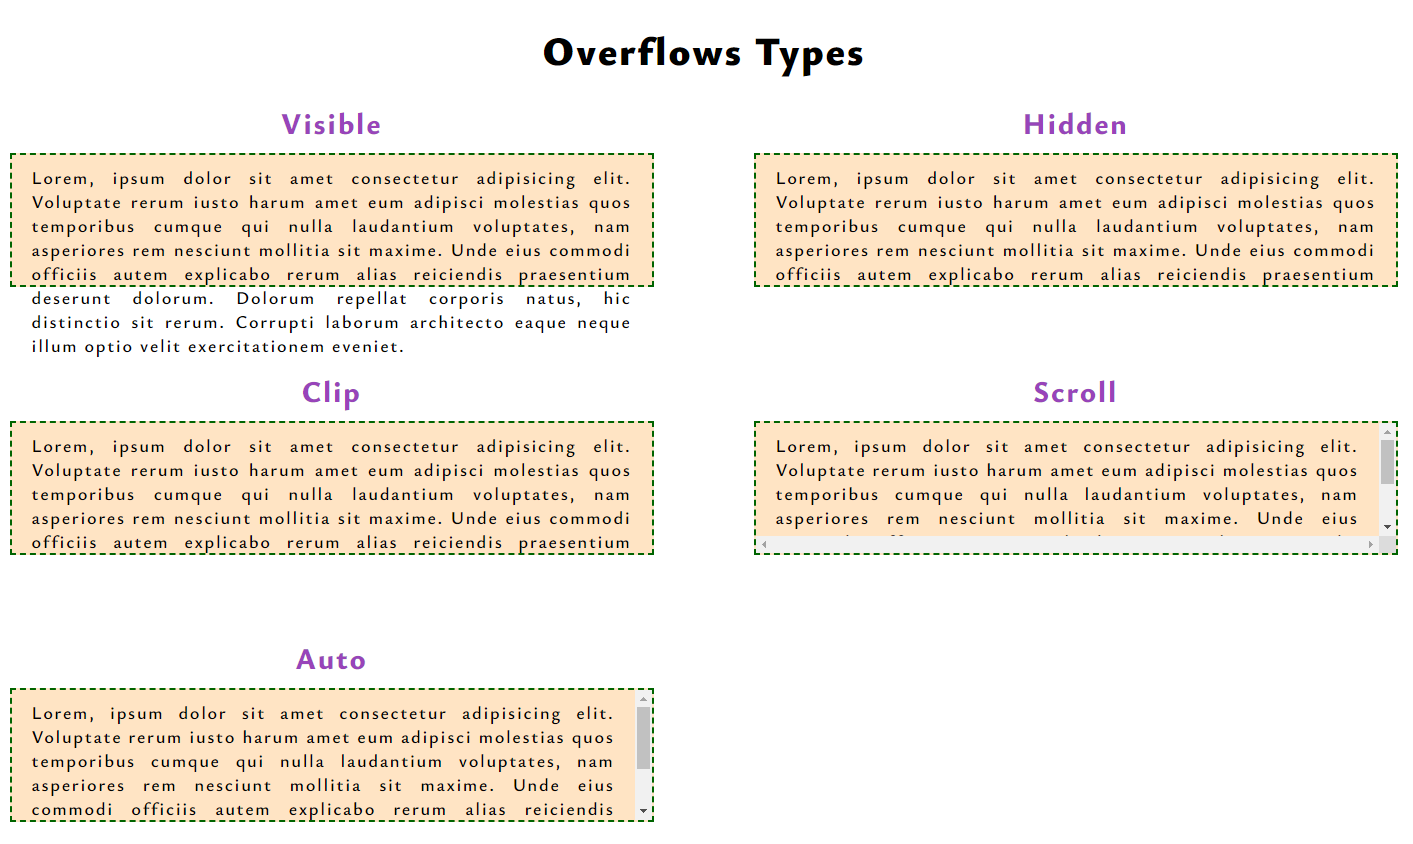 Overflows Types
Visible
Lorem, ipsum dolor sit amet consectetur adipisicing elit.
Voluptate rerum iusto harum amet eum adipisci molestias quos
temporibus cumque qui nulla laudantium voluptates, nam
asperiores rem nesciunt mollitia sit maxime. Unde eius commodi
officiis autem explicabo rerum alias reiciendis praesentium
deserunt dolorum. Dolorum repellat corporis natus, hic
distinctio sit rerum. Corrupti laborum architecto eaque neque
illum optio velit exercitationem eveniet.
Hidden
Lorem, ipsum dolor sit amet consectetur adipisicing elit.
Voluptate rerum iusto harum amet eum adipisci molestias quos
temporibus cumque qui nulla laudantium voluptates, nam
asperiores rem nesciunt mollitia sit maxime. Unde eius commodi
officiis autem explicabo rerum alias reiciendis praesentium
Clip
Lorem, ipsum dolor sit amet consectetur adipisicing elit.
Voluptate rerum iusto harum amet eum adipisci molestias quos
temporibus cumque qui nulla laudantium voluptates, nam
asperiores rem nesciunt mollitia sit maxime. Unde eius commodi
officiis autem explicabo rerum alias reiciendis praesentium
Scroll
Lorem, ipsum dolor sit amet consectetur adipisicing elit.
Voluptate rerum iusto harum amet eum adipisci molestias quos
temporibus cumque qui nulla laudantium voluptates, nam
asperiores rem nesciunt mollitia sit maxime. Unde eius
Auto
Lorem, ipsum dolor sit amet consectetur adipisicing elit.
Voluptate rerum iusto harum amet eum adipisci molestias quos
temporibus cumque qui nulla laudantium voluptates, nam
asperiores rem nesciunt mollitia sit maxime. Unde eius
commodi officiis autem explicabo rerum alias reiciendis